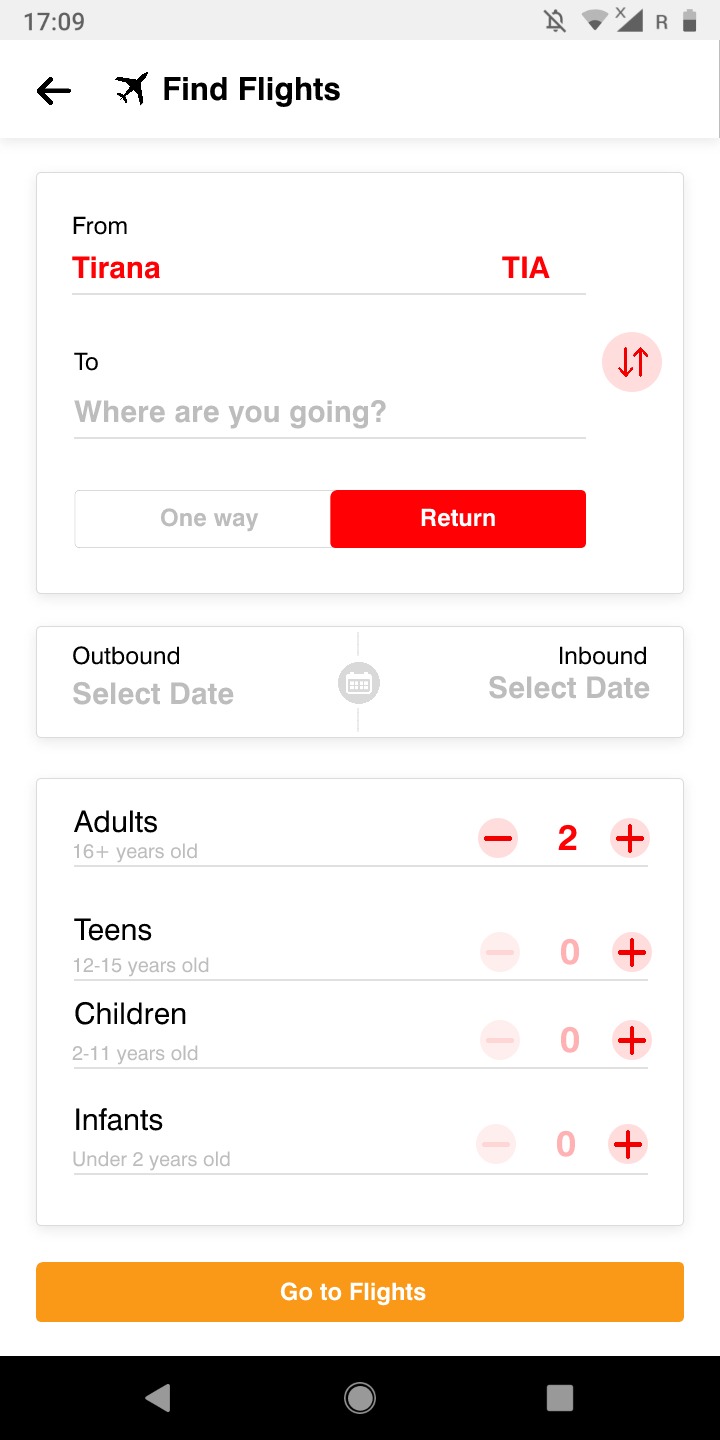 17:09
R
Find Flights
From
Tirana TIA
To
Where are you going?
One way Return
Outbound Inbound
Select Date Select Date
Adults
16+ years old
2
Teens
12-15 years old
0
Children
2-11 years old
0
Infants
Under 2 years old
0
Go to Flights